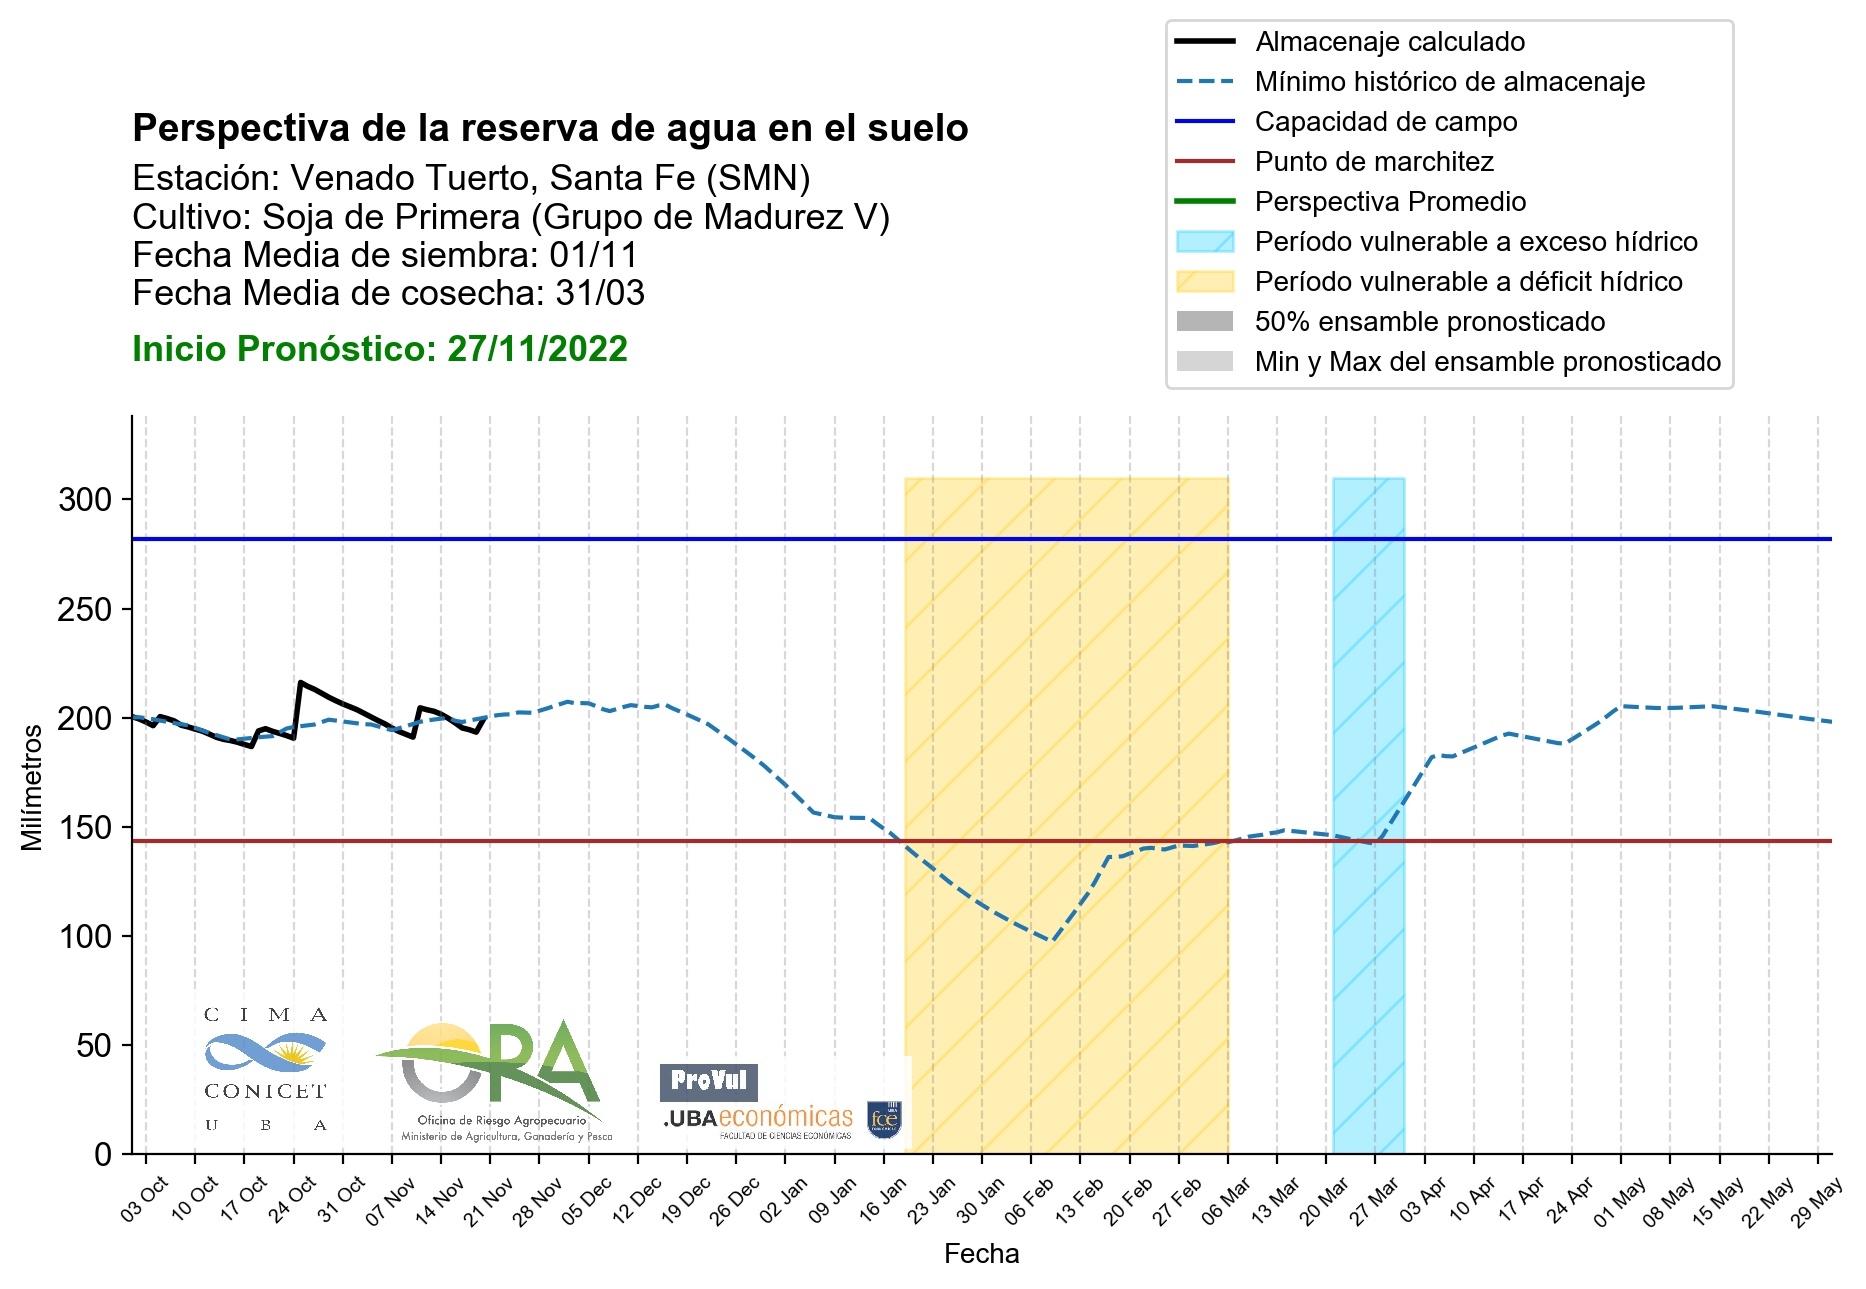 Almacenaje calculado
Mínimo histórico de almacenaje
Capacidad de campo
Punto de marchitez
Perspectiva Promedio
Período vulnerable a exceso hídrico
Período vulnerable a déficit hídrico
50% ensamble pronosticado
Min y Max del ensamble pronosticado
Perspectiva de la reserva de agua en el suelo
Estación: Venado Tuerto, Santa Fe (SMN)
Cultivo: Soja de Primera (Grupo de Madurez V)
Fecha Media de siembra: 01/11
Fecha Media de cosecha: 31/03
Inicio Pronóstico: 27/11/2022
Milímetros
300
250
200
150
100
50
0
C I M A
CONICET
U B A
ORA
Oficina de Riesgo Agropecuario
Ministerio de Agricultura, Ganadería y Pesca
ProVul
.UBAeconómicas
FACULTAD DE CIENCIAS ECONÓMICAS
fce
03 Oct
10 Oct
17 Oct
24 Oct
31 Oct
07 Nov
14 Nov
21 Nov
28 Nov
05 Dec
12 Dec
19 Dec
26 Dec
02 Jan
09 Jan
16 Jan
23 Jan
30 Jan
06 Feb
13 Feb
20 Feb
27 Feb
06 Mar
13 Mar
20 Mar
27 Mar
03 Apr
10 Apr
17 Apr
24 Apr
01 May
08 May
15 May
22 May
29 May
Fecha